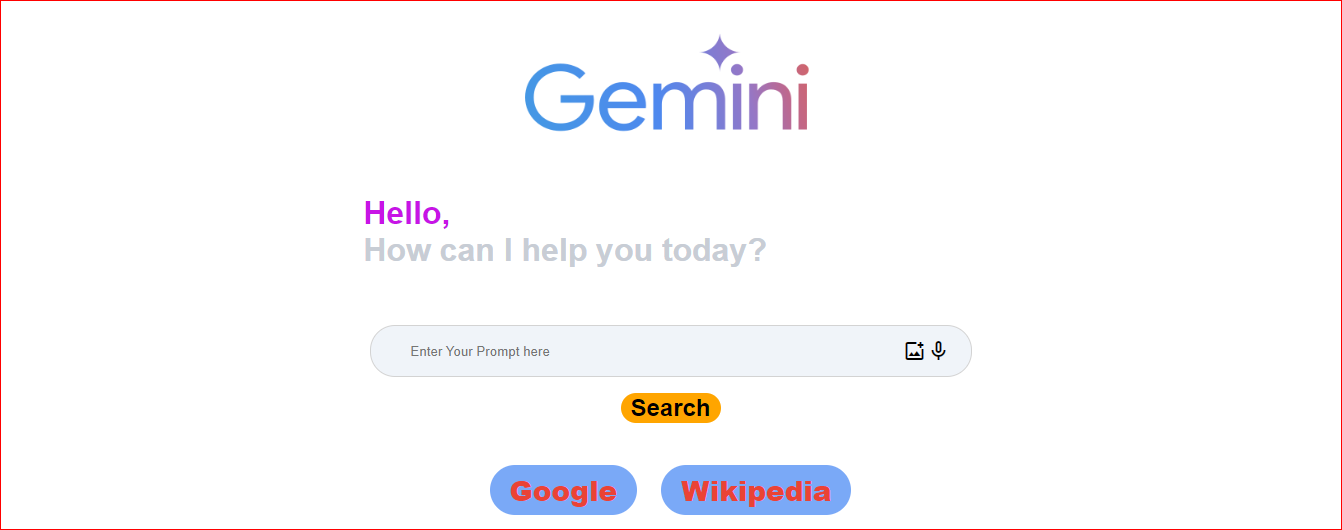 Gemini
Hello,
How can I help you today?
Enter Your Prompt here
Search
Google Wikipedia